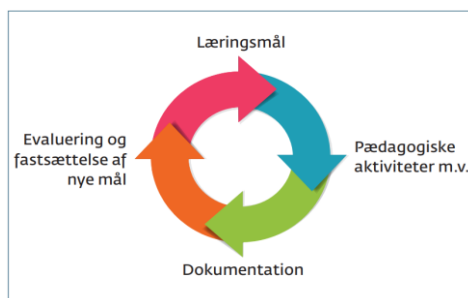 Læringsmål
Pædagogiske
aktiviteter m.v.
Dokumentation
Evaluering og
fastsættelse af
nye mål